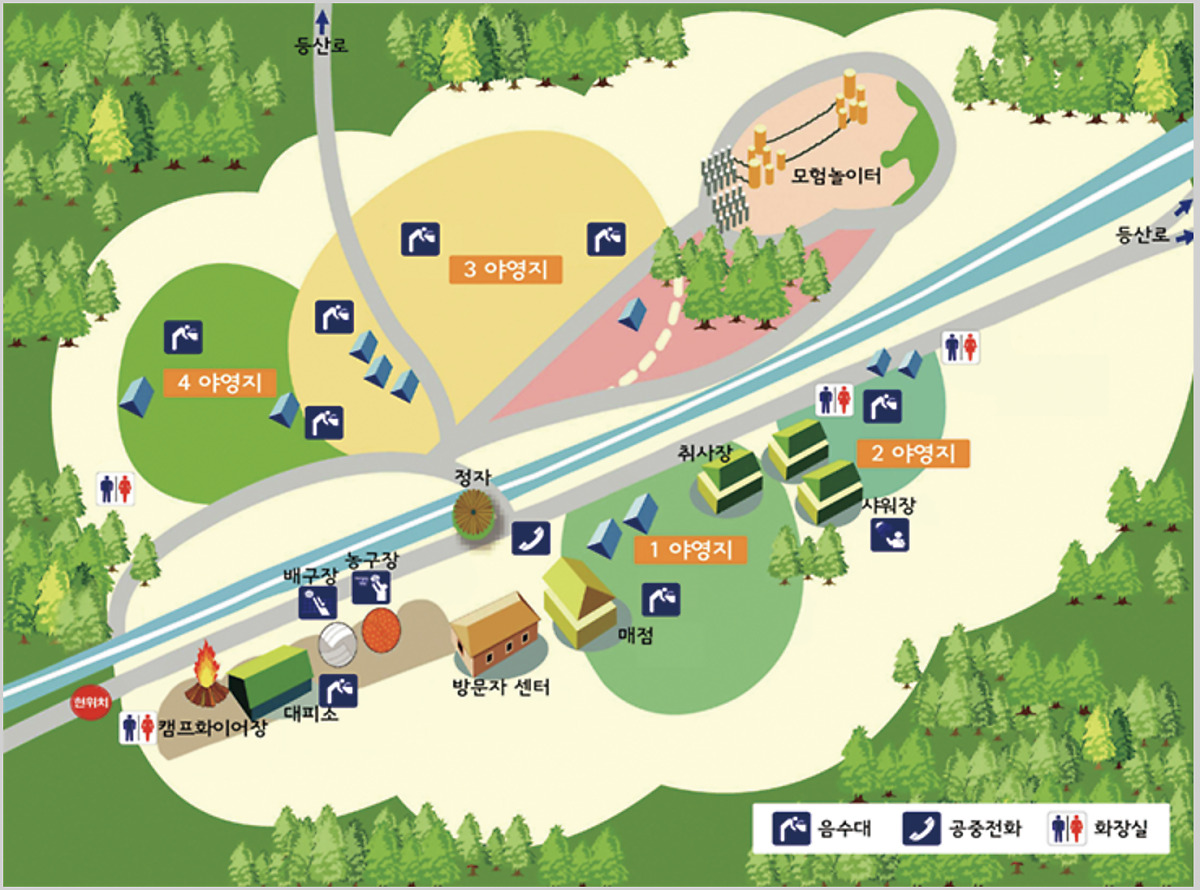 등산로
모험놀이터
등산로
3 야영지
4 야영지
취사장
2 야영지
정자
샤워장
1 야영지
농구장
배구장
매점
방문자 센터
현위치
대피소
캠프화이어장
음수대
공중전화
화장실